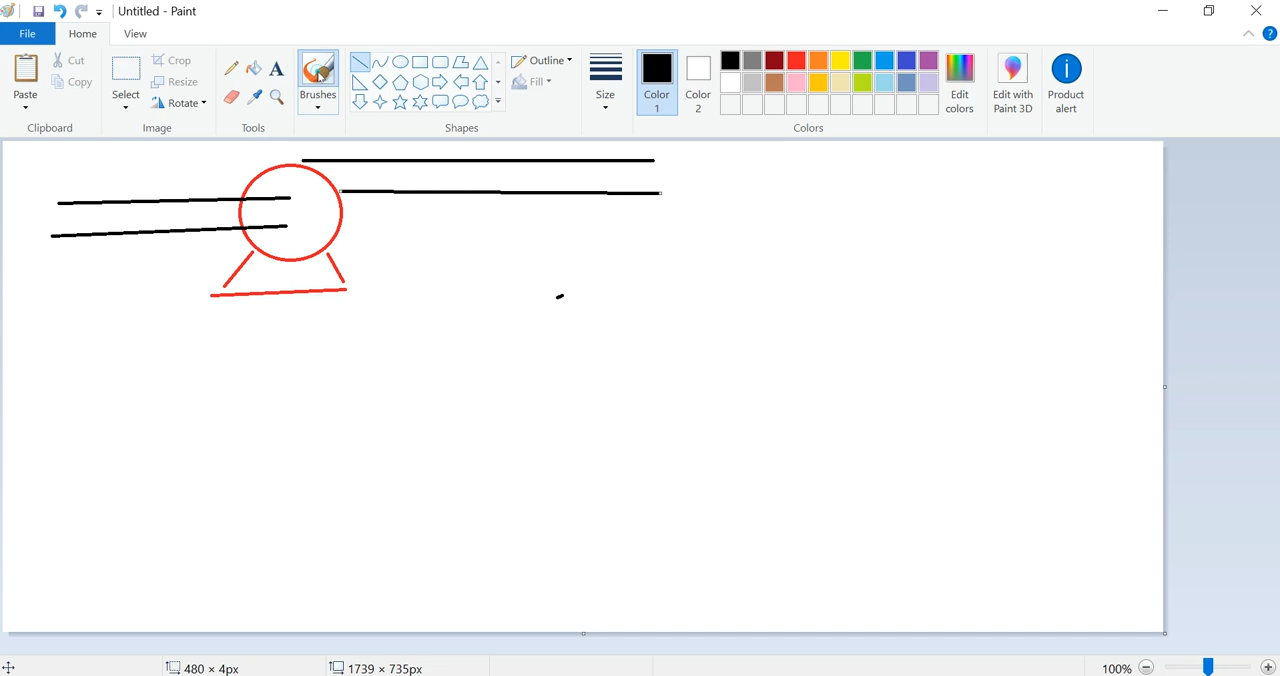 Untitled - Paint
File Home View
Paste
Cut
Copy
Clipboard
Select
Crop
Resize
Rotate
Image
Tools
Brushes
Shapes
Outline
Fill
Size
Color 1
Color 2
Colors
Edit colors
Edit with Paint 3D
Product alert
480 × 4px
1739 × 735px
100%